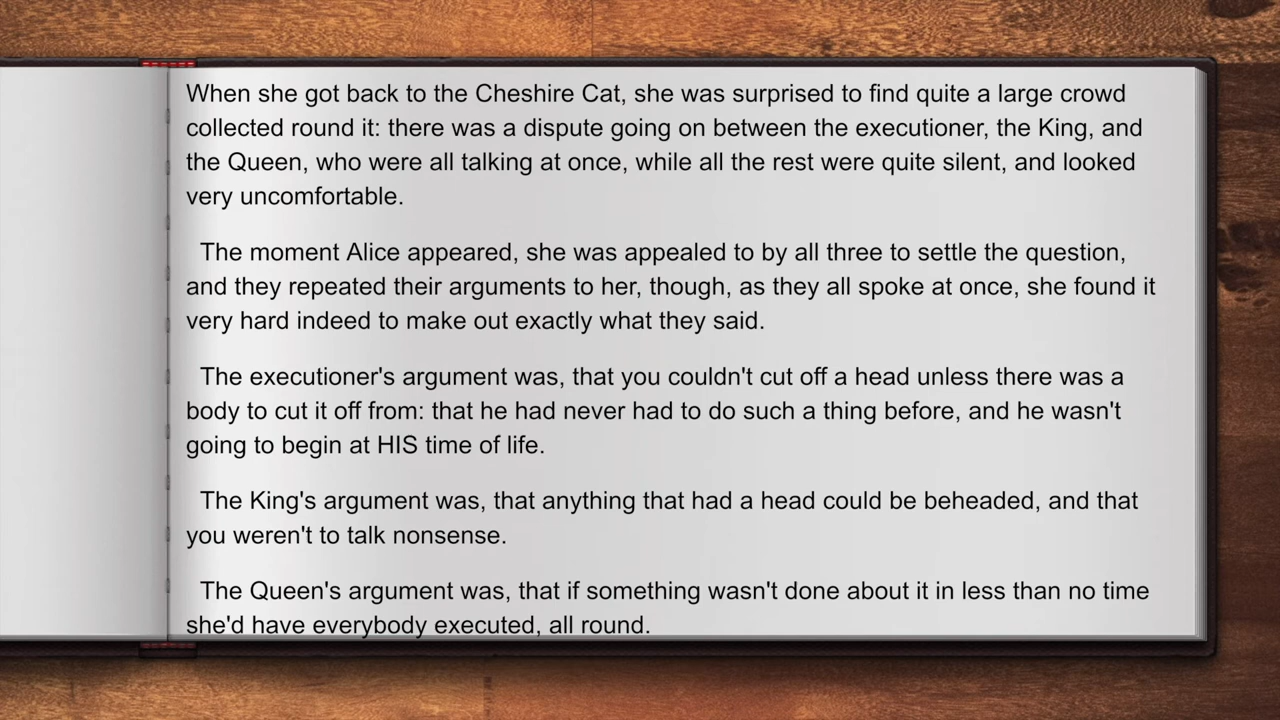 When she got back to the Cheshire Cat, she was surprised to find quite a large crowd
collected round it: there was a dispute going on between the executioner, the King, and
the Queen, who were all talking at once, while all the rest were quite silent, and looked
very uncomfortable.
The moment Alice appeared, she was appealed to by all three to settle the question,
and they repeated their arguments to her, though, as they all spoke at once, she found it
very hard indeed to make out exactly what they said.
The executioner's argument was, that you couldn't cut off a head unless there was a
body to cut it off from: that he had never had to do such a thing before, and he wasn't
going to begin at HIS time of life.
The King's argument was, that anything that had a head could be beheaded, and that
you weren't to talk nonsense.
The Queen's argument was, that if something wasn't done about it in less than no time
she'd have everybody executed, all round.